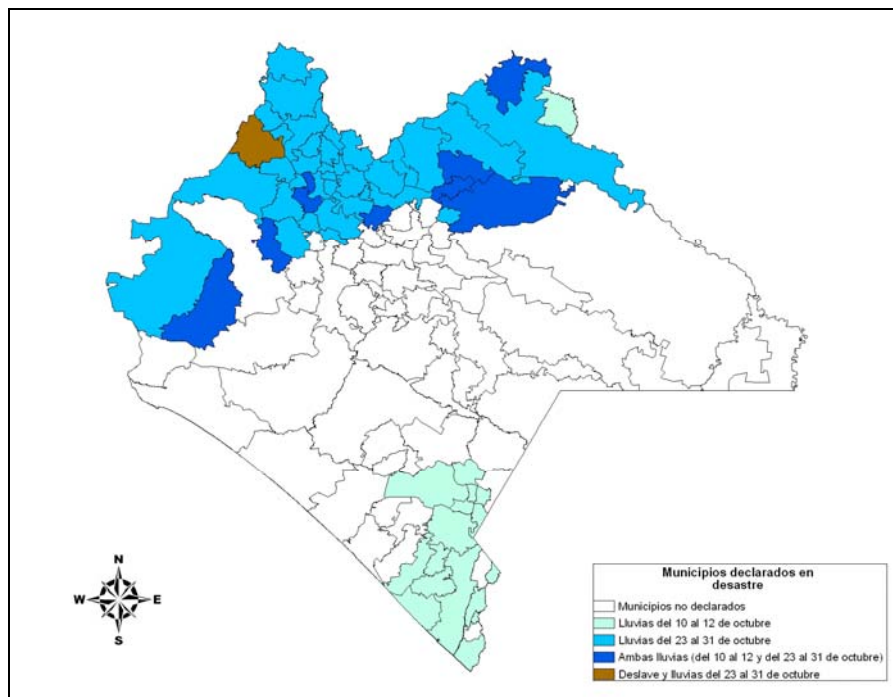 N
W E
S
Municipios declarados en
desastre
Municipios no declarados
Lluvias del 10 al 12 de octubre
Lluvias del 23 al 31 de octubre
Ambas lluvias (del 10 al 12 y del 23 al 31 de octubre)
Deslave y lluvias del 23 al 31 de octubre